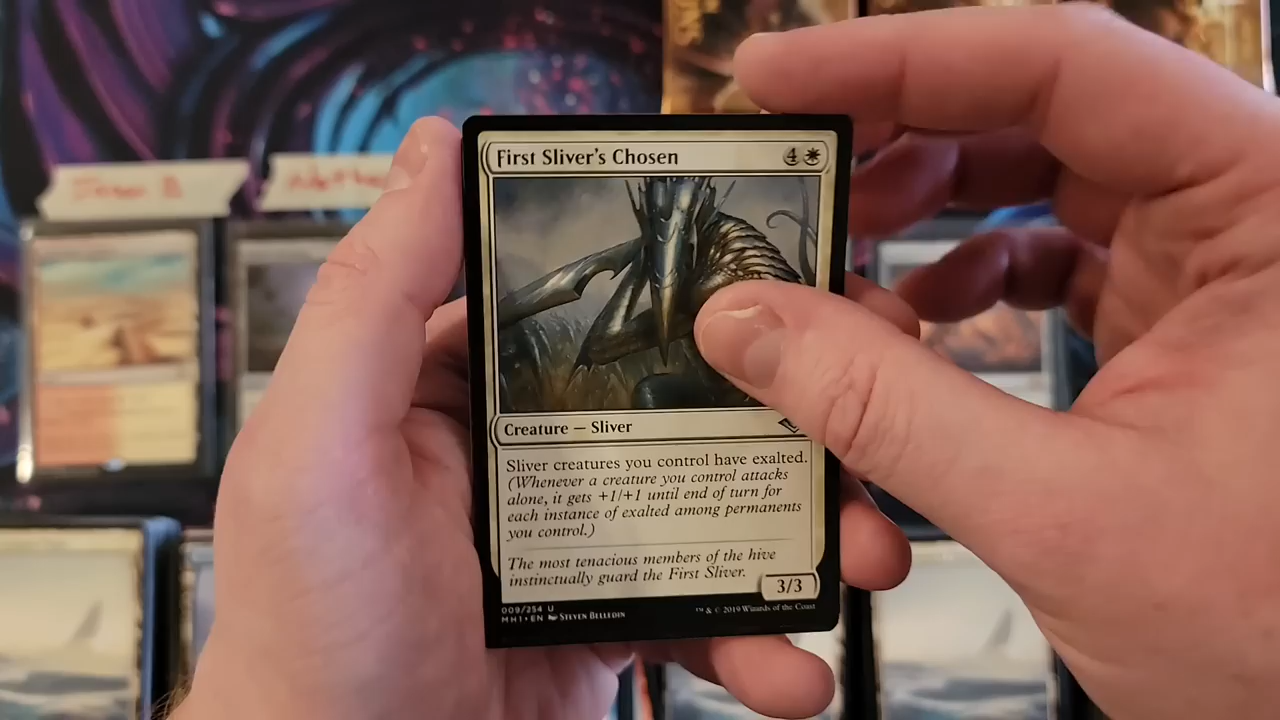 First Sliver's Chosen 4
Creature — Sliver
Sliver creatures you control have exalted.
(Whenever a creature you control attacks
alone, it gets +1/+1 until end of turn for
each instance of exalted among permanents
you control.)
The most tenacious members of the hive
instinctually guard the First Sliver.
3/3
009/254 U
MH1 • EN Steven Belledin
™ & © 2019 Wizards of the Coast